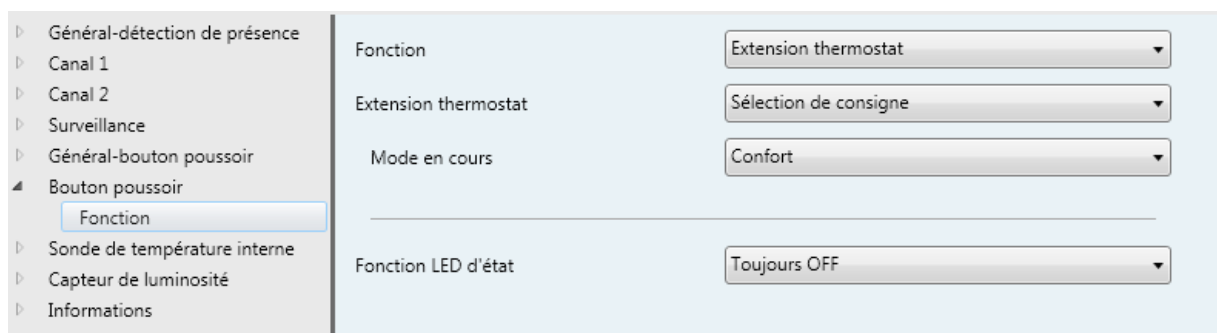 Général-détection de présence
Canal 1
Canal 2
Surveillance
Général-bouton poussoir
Bouton poussoir
Fonction
Sonde de température interne
Capteur de luminosité
Informations
Fonction
Extension thermostat
Extension thermostat
Sélection de consigne
Mode en cours
Confort
Fonction LED d'état
Toujours OFF